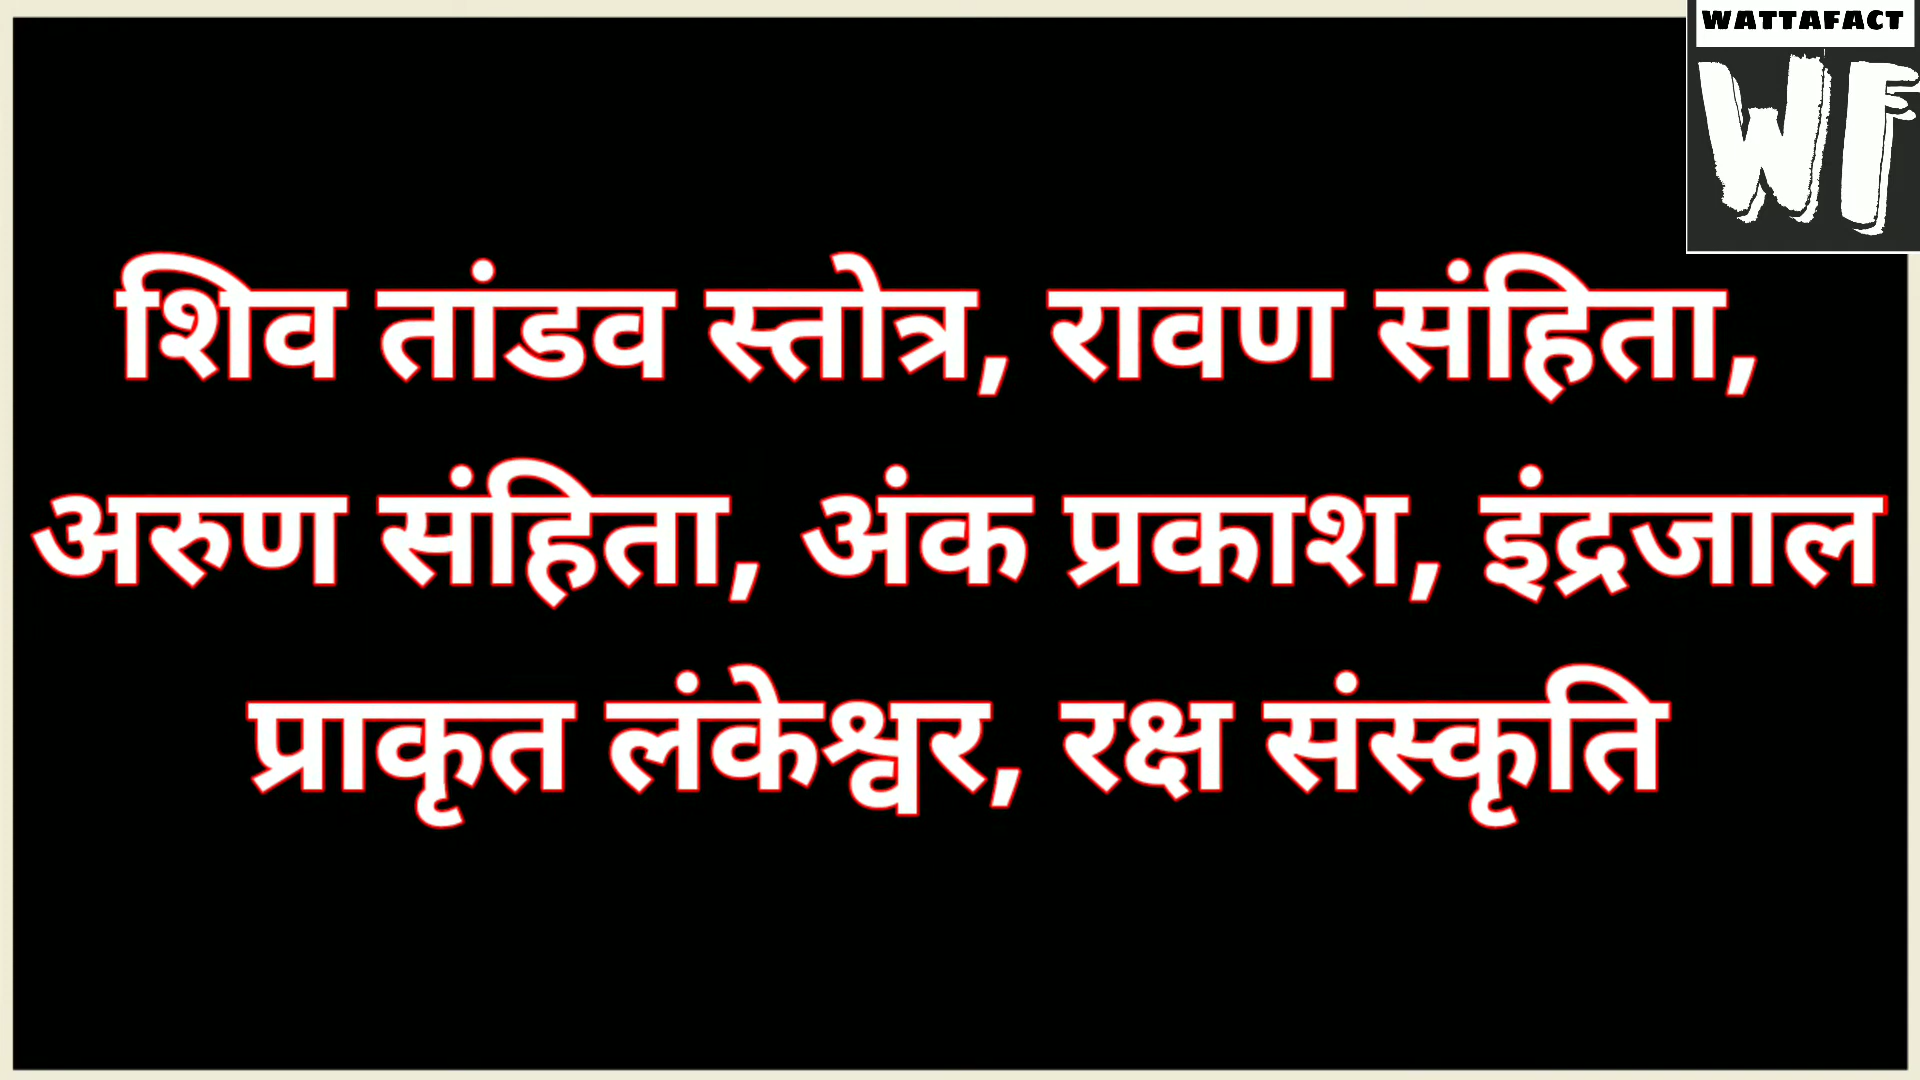 WATTAFACT
WF
शिव तांडव स्तोत्र, रावण संहिता,
अरुण संहिता, अंक प्रकाश, इंद्रजाल
प्राकृत लंकेश्वर, रक्ष संस्कृति